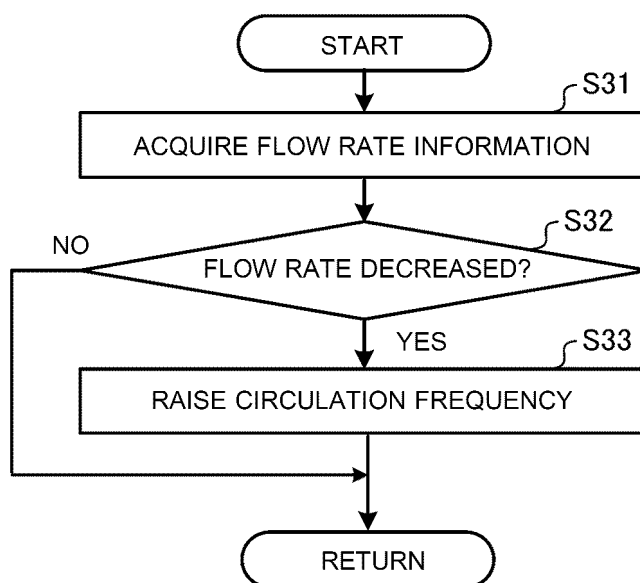 START
S31
ACQUIRE FLOW RATE INFORMATION
S32
NO
FLOW RATE DECREASED?
YES
S33
RAISE CIRCULATION FREQUENCY
RETURN